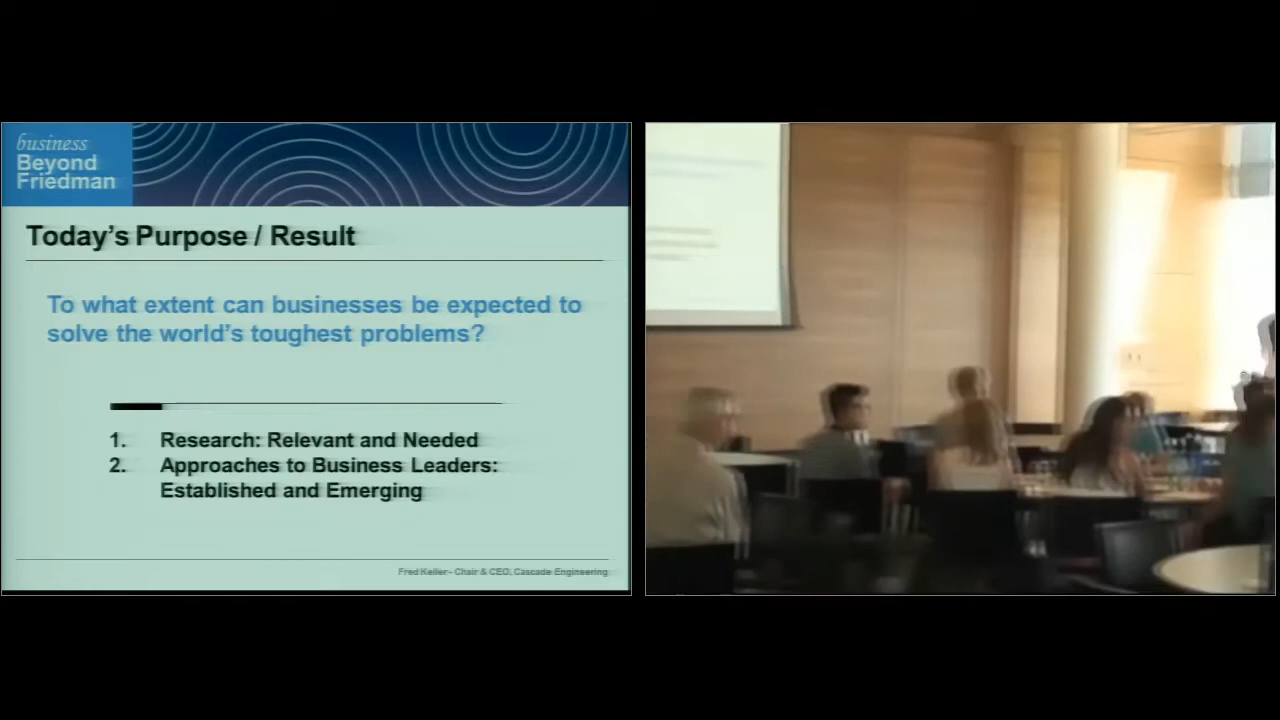 business
Beyond
Friedman
Today's Purpose / Result
To what extent can businesses be expected to
solve the world's toughest problems?
1. Research: Relevant and Needed
2. Approaches to Business Leaders:
Established and Emerging
Fred Keller - Chair & CEO, Cascade Engineering